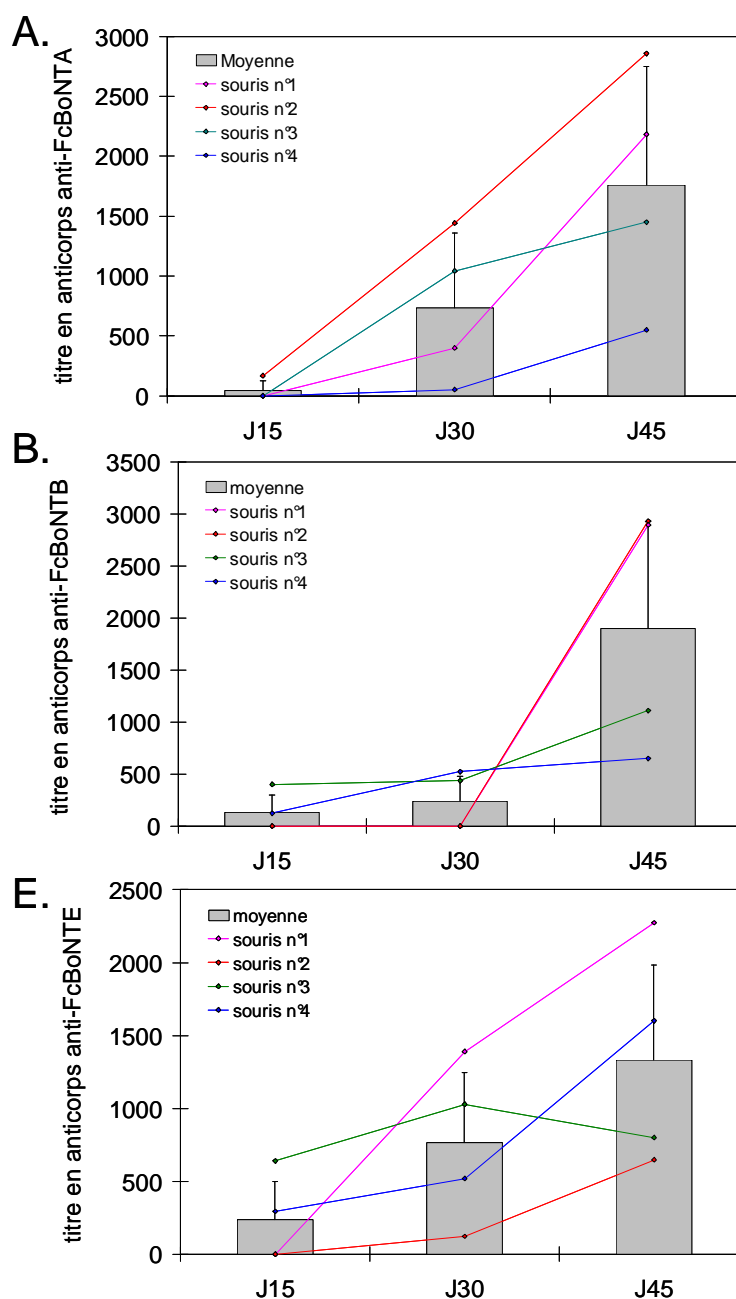 A.
titre en anticorps anti-FcBoNTA
3000
2500
2000
1500
1000
500
0
Moyenne
souris n°1
souris n°2
souris n°3
souris n°4
J15 J30 J45
B.
titre en anticorps anti-FcBoNTB
3500
3000
2500
2000
1500
1000
500
0
moyenne
souris n°1
souris n°2
souris n°3
souris n°4
J15 J30 J45
E.
titre en anticorps anti-FcBoNTE
2500
2000
1500
1000
500
0
moyenne
souris n°1
souris n°2
souris n°3
souris n°4
J15 J30 J45